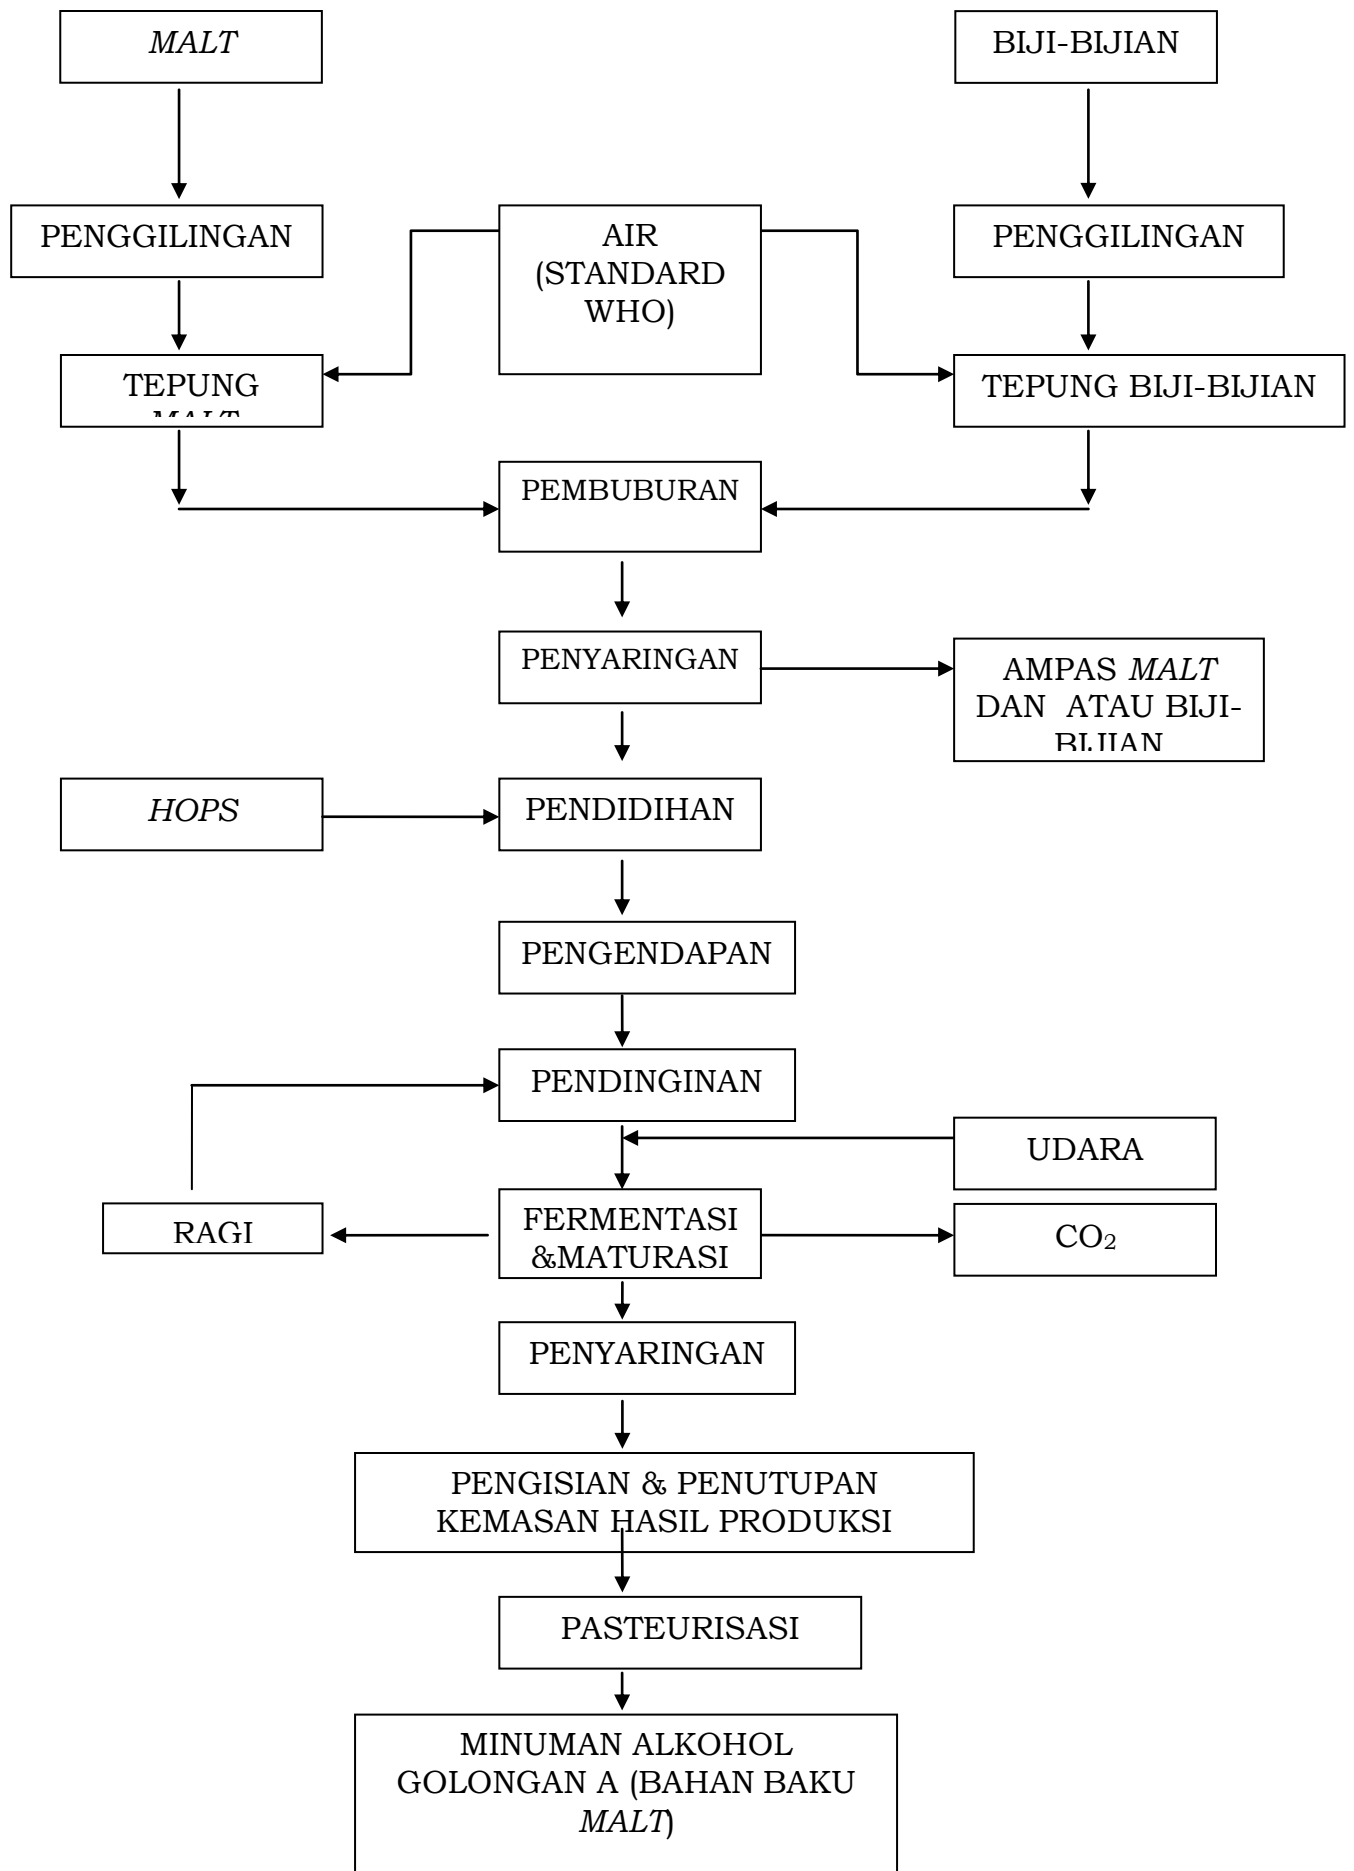 MALT
BIJI-BIJIAN
PENGGILINGAN
AIR
(STANDARD
WHO)
PENGGILINGAN
TEPUNG
MALT
TEPUNG BIJI-BIJIAN
PEMBUBURAN
PENYARINGAN
AMPAS MALT
DAN ATAU BIJI-
BIJIAN
HOPS
PENDIDIHAN
PENGENDAPAN
PENDINGINAN
UDARA
RAGI
FERMENTASI
&MATURASI
CO₂
PENYARINGAN
PENGISIAN & PENUTUPAN
KEMASAN HASIL PRODUKSI
PASTEURISASI
MINUMAN ALKOHOL
GOLONGAN A (BAHAN BAKU
MALT)